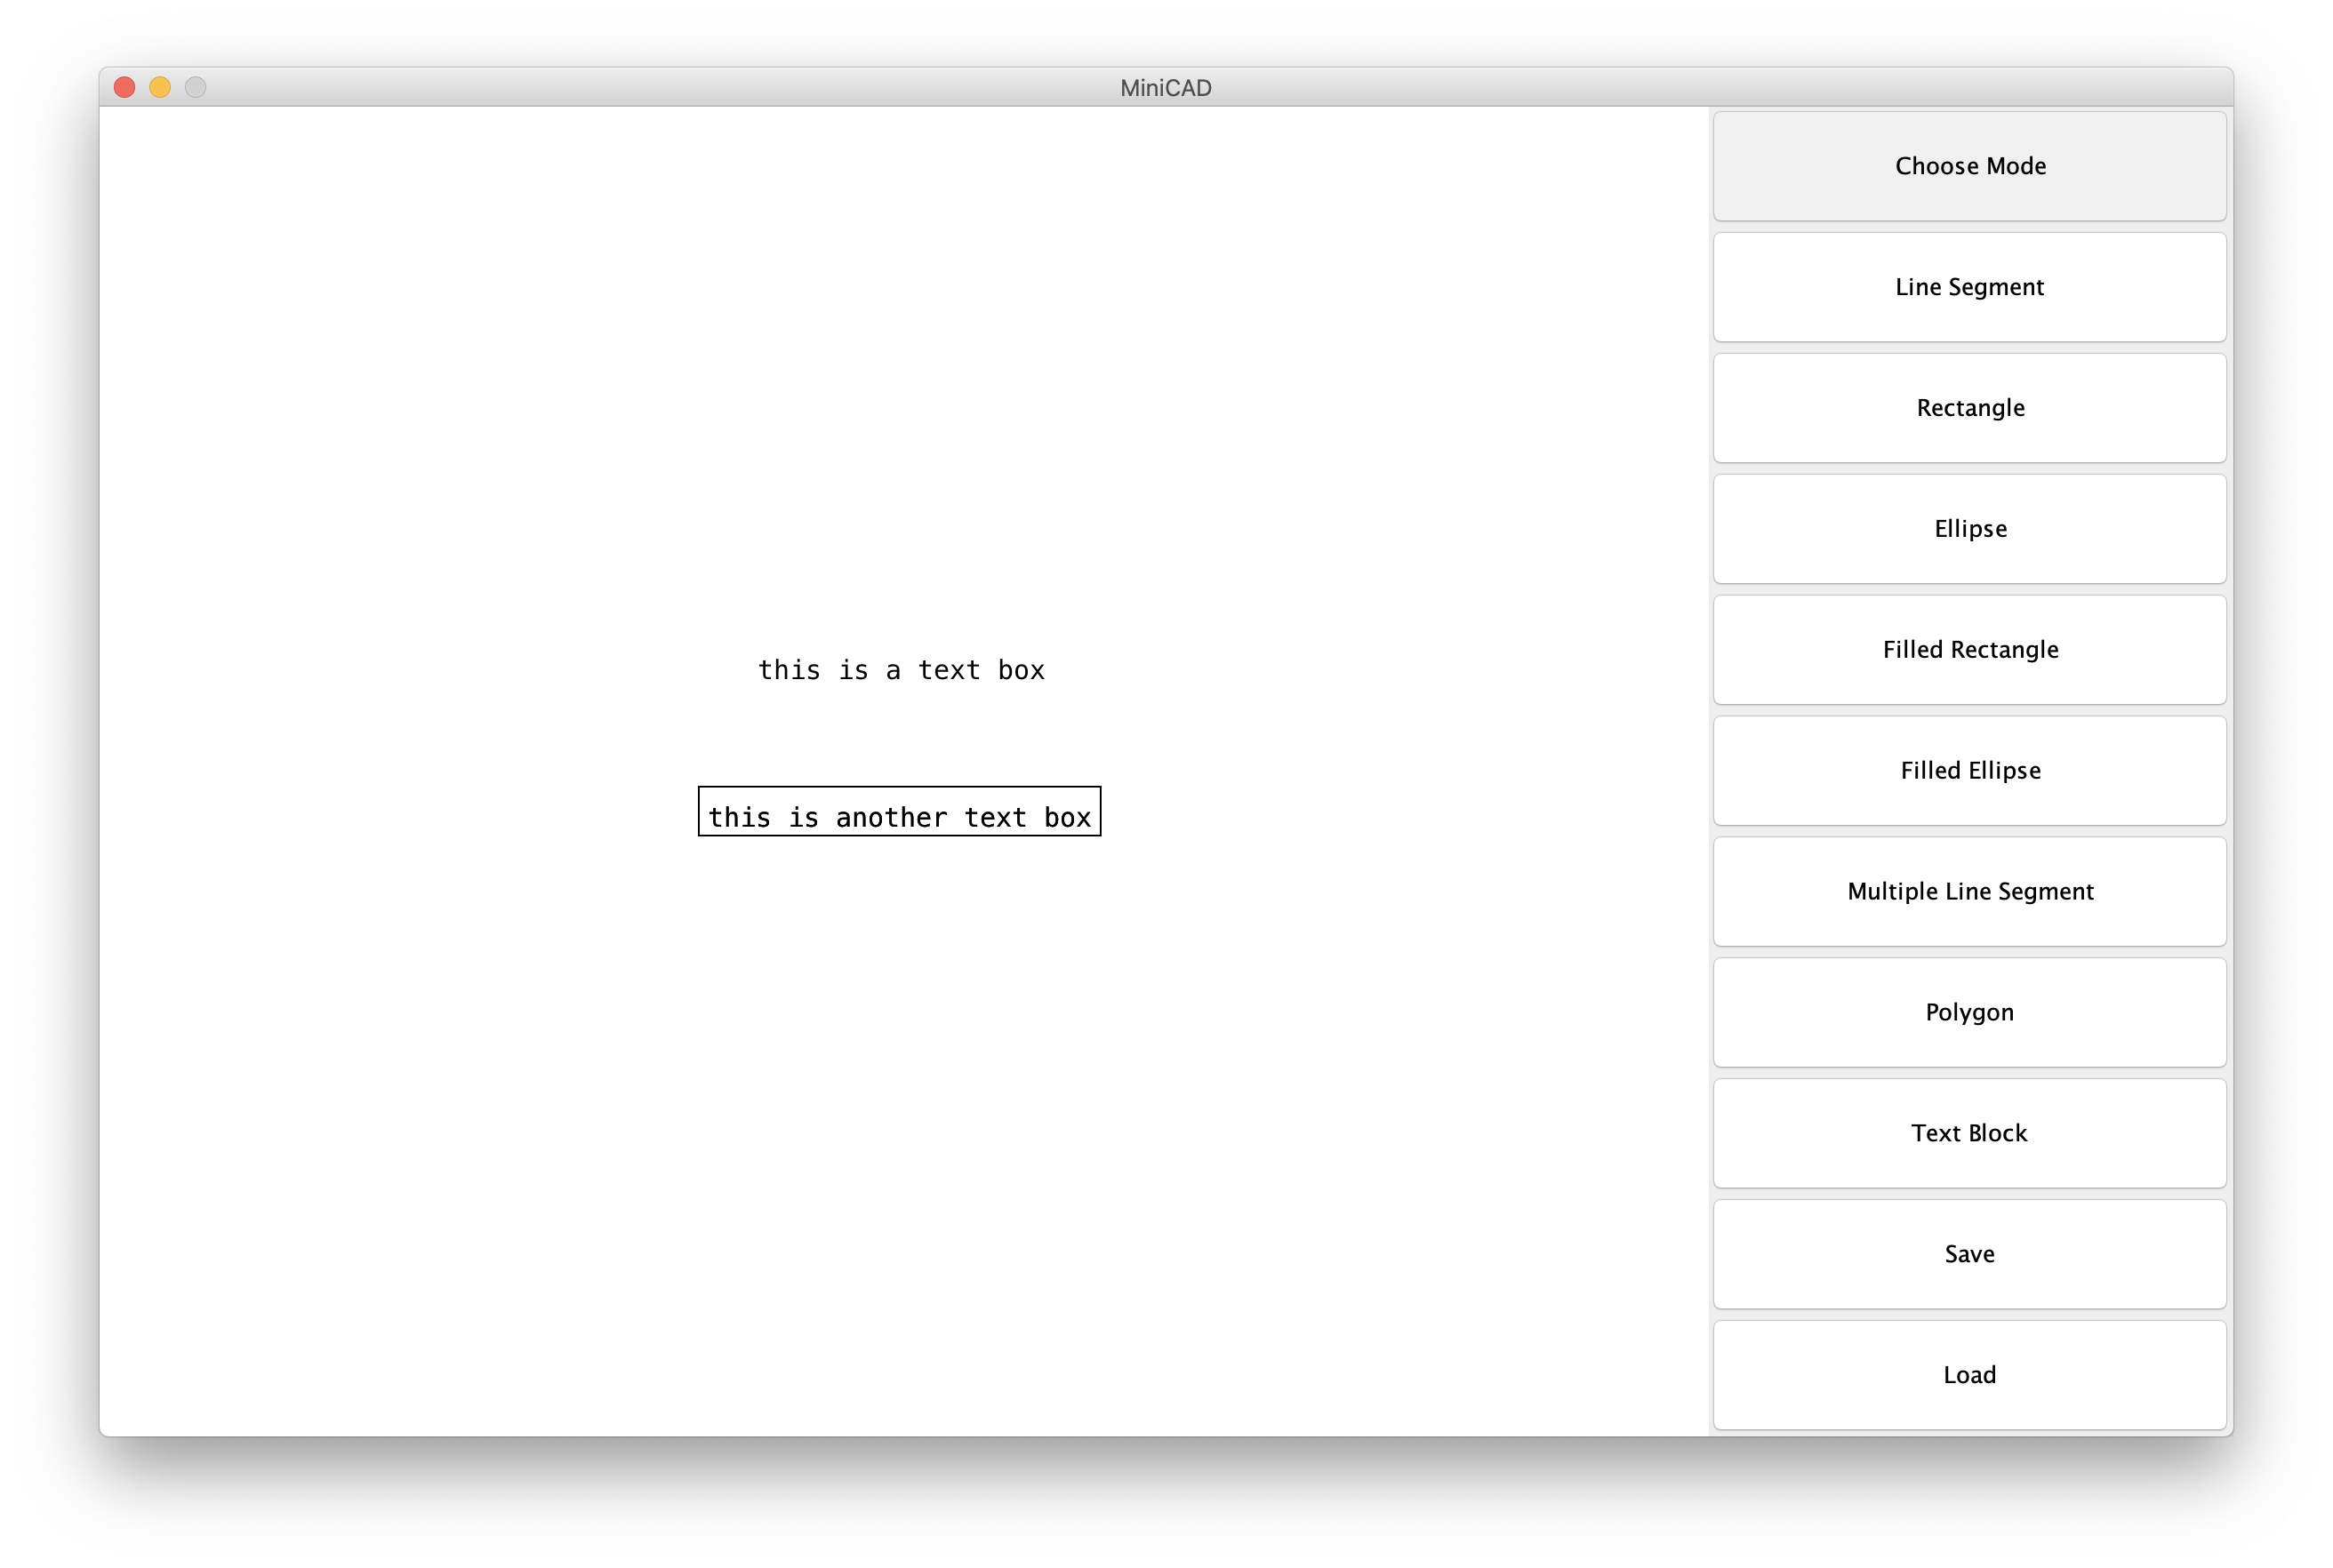 MiniCAD
Choose Mode
Line Segment
Rectangle
Ellipse
Filled Rectangle
this is a text box
Filled Ellipse
this is another text box
Multiple Line Segment
Polygon
Text Block
Save
Load